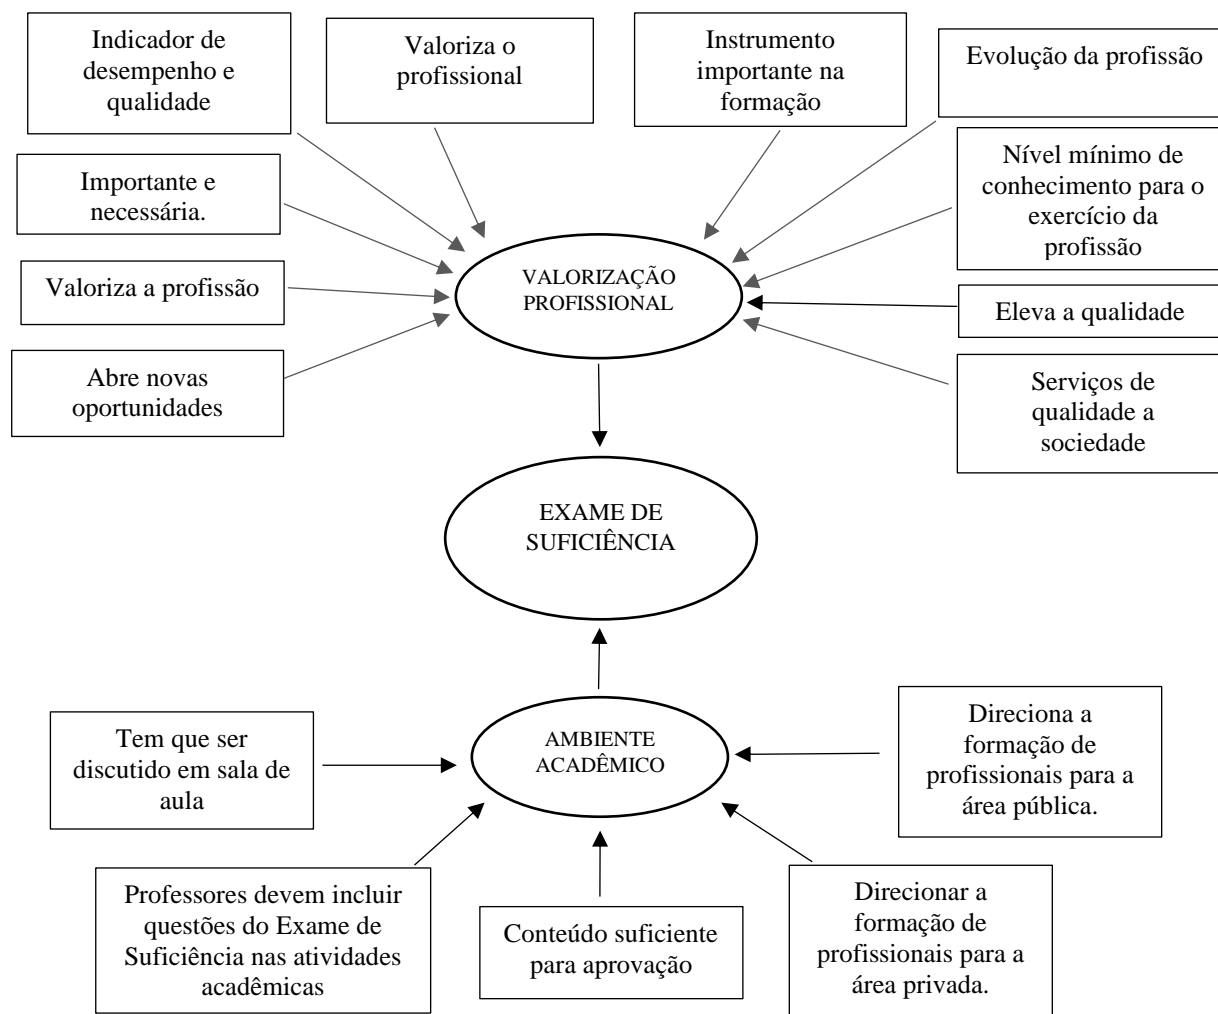 Indicador de
desempenho e
qualidade
Valoriza o
profissional
Instrumento
importante na
formação
Evolução da profissão
Importante e
necessária.
Nível mínimo de
conhecimento para o
exercício da
profissão
Valoriza a profissão
VALORIZAÇÃO
PROFISSIONAL
Eleva a qualidade
Abre novas
oportunidades
Serviços de
qualidade a
sociedade
EXAME DE
SUFICIÊNCIA
Tem que ser
discutido em sala de
aula
AMBIENTE
ACADÊMICO
Direciona a
formação de
profissionais para a
área pública.
Professores devem incluir
questões do Exame de
Suficiência nas atividades
acadêmicas
Conteúdo suficiente
para aprovação
Direcionar a
formação de
profissionais para a
área privada.